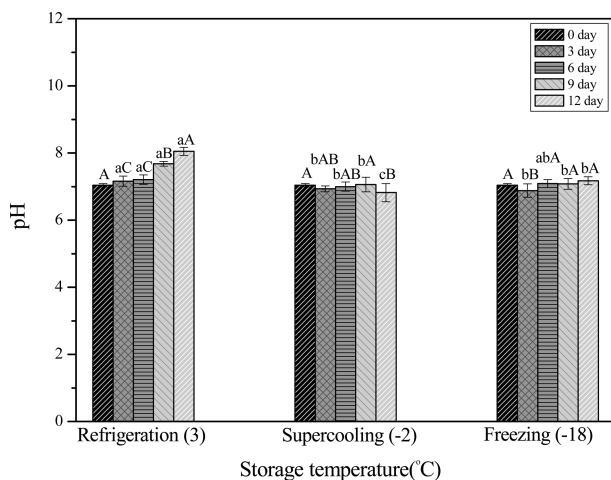 12
10
8
6
4
2
0
pH
0 day
3 day
6 day
9 day
12 day
A
aC
aC
aB
aA
A
bAB
bAB
bA
cB
A
bB
abA
bA
bA
Refrigeration (3)
Supercooling (-2)
Freezing (-18)
Storage temperature(°C)